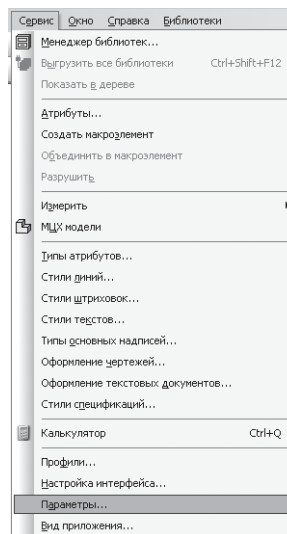 Сервис Окно Справка Библиотеки
Менеджер библиотек...
Выгрузить все библиотеки Ctrl+Shift+F12
Показать в дереве
Атрибуты...
Создать макроэлемент
Объединить в макроэлемент
Разрушить
Измерить
МЦХ модели
Типы атрибутов...
Стили линий...
Стили штриховок...
Стили текстов...
Типы основных надписей...
Оформление чертежей...
Оформление текстовых документов...
Стили спецификаций...
Калькулятор Ctrl+Q
Профили...
Настройка интерфейса...
Параметры...
Вид приложения...